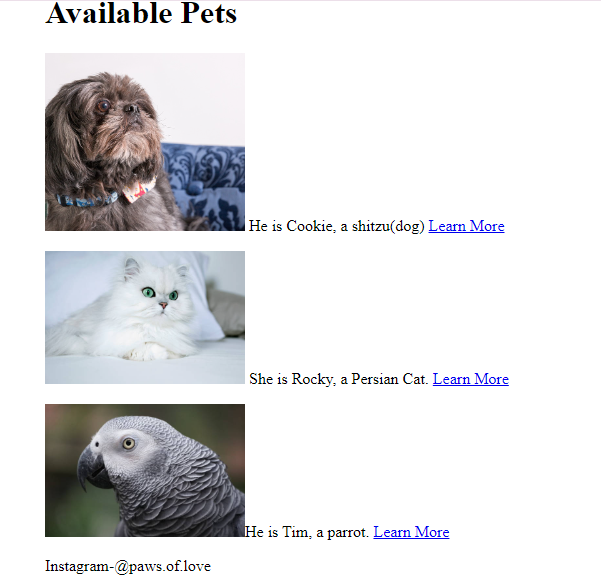 Available Pets
He is Cookie, a shitzu(dog) Learn More
She is Rocky, a Persian Cat. Learn More
He is Tim, a parrot. Learn More
Instagram-@paws.of.love